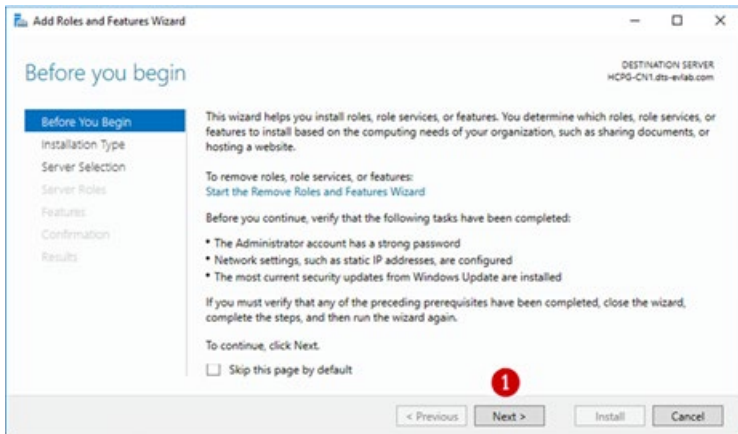 Add Roles and Features Wizard
Before you begin
DESTINATION SERVER
HCPG-CN1.dts-evlab.com
Before You Begin
Installation Type
Server Selection
Server Roles
Features
Confirmation
Results
This wizard helps you install roles, role services, or features. You determine which roles, role services, or
features to install based on the computing needs of your organization, such as sharing documents, or
hosting a website.
To remove roles, role services, or features:
Start the Remove Roles and Features Wizard
Before you continue, verify that the following tasks have been completed:
• The Administrator account has a strong password
• Network settings, such as static IP addresses, are configured
• The most current security updates from Windows Update are installed
If you must verify that any of the preceding prerequisites have been completed, close the wizard,
complete the steps, and then run the wizard again.
To continue, click Next.
Skip this page by default
1
< Previous
Next >
Install
Cancel